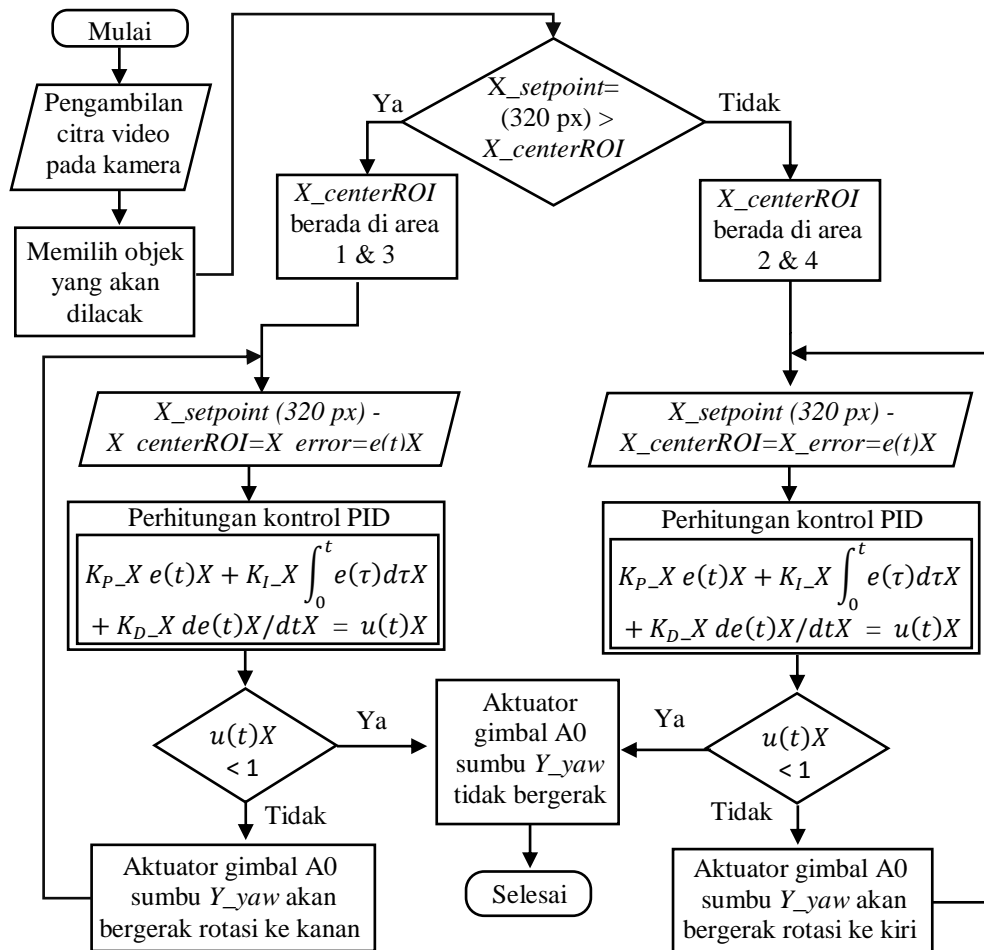 Mulai
Pengambilan
citra video
pada kamera
Memilih objek
yang akan
dilacak
X_setpoint=
(320 px) >
X_centerROI
Ya
Tidak
X_centerROI
berada di area
1 & 3
X_centerROI
berada di area
2 & 4
X_setpoint (320 px) -
X centerROI=X error=e(t)X
X_setpoint (320 px) -
X_centerROI=X_error=e(t)X
Perhitungan kontrol PID
K_P_X e(t)X + K_I_X ∫_0^t e(τ)dτX
+ K_D_X de(t)X/dtX = u(t)X
Perhitungan kontrol PID
K_P_X e(t)X + K_I_X ∫_0^t e(τ)dτX
+ K_D_X de(t)X/dtX = u(t)X
u(t)X
< 1
Ya
Tidak
Aktuator
gimbal A0
sumbu Y_yaw
tidak bergerak
Ya
u(t)X
< 1
Tidak
Aktuator gimbal A0
sumbu Y_yaw akan
bergerak rotasi ke kanan
Selesai
Aktuator gimbal A0
sumbu Y_yaw akan
bergerak rotasi ke kiri